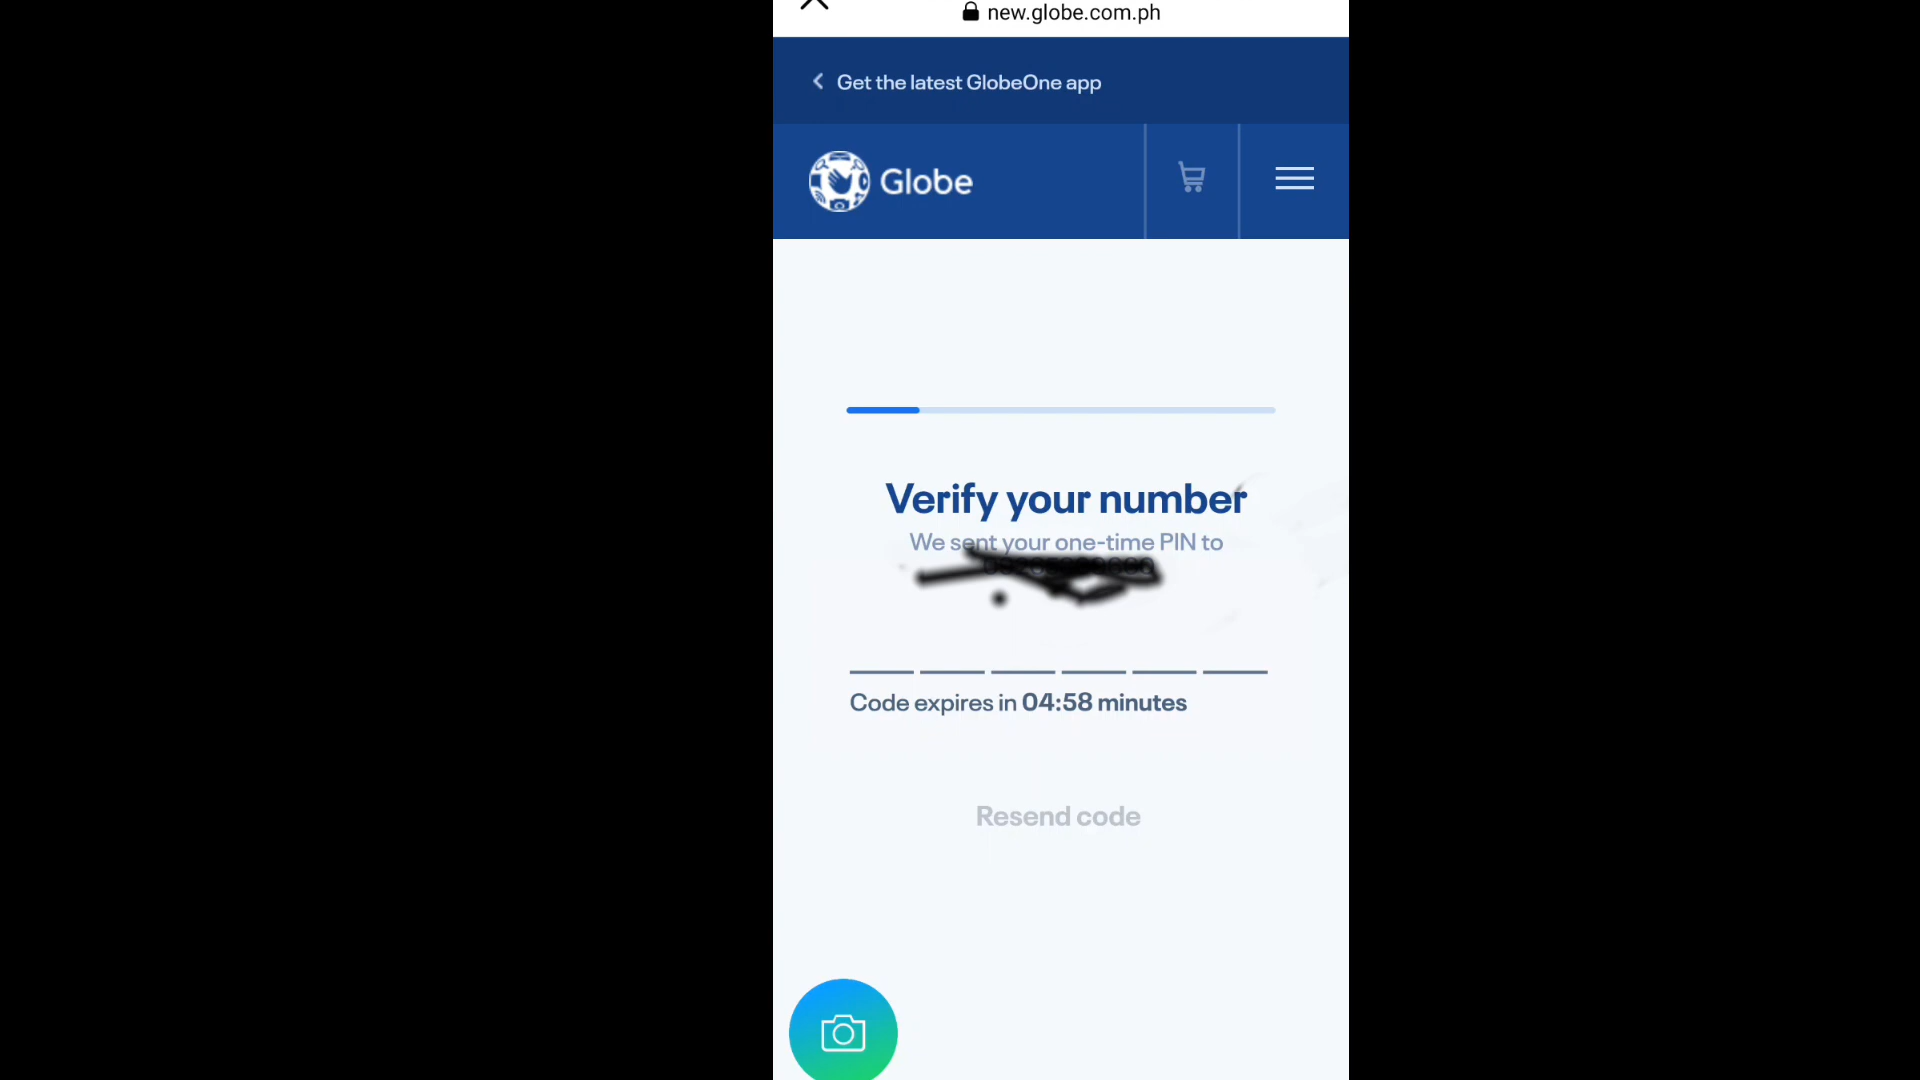 new.globe.com.ph
Get the latest GlobeOne app
Globe
Verify your number
We sent your one-time PIN to
Code expires in 04:58 minutes
Resend code